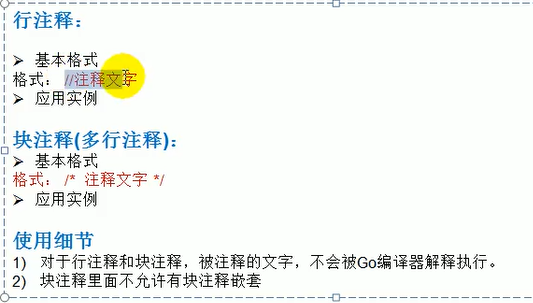 行注释：
➢ 基本格式
格式： //注释文字
➢ 应用实例
块注释(多行注释)：
➢ 基本格式
格式： /* 注释文字 */
➢ 应用实例
使用细节
1) 对于行注释和块注释，被注释的文字，不会被Go编译器解释执行。
2) 块注释里面不允许有块注释嵌套